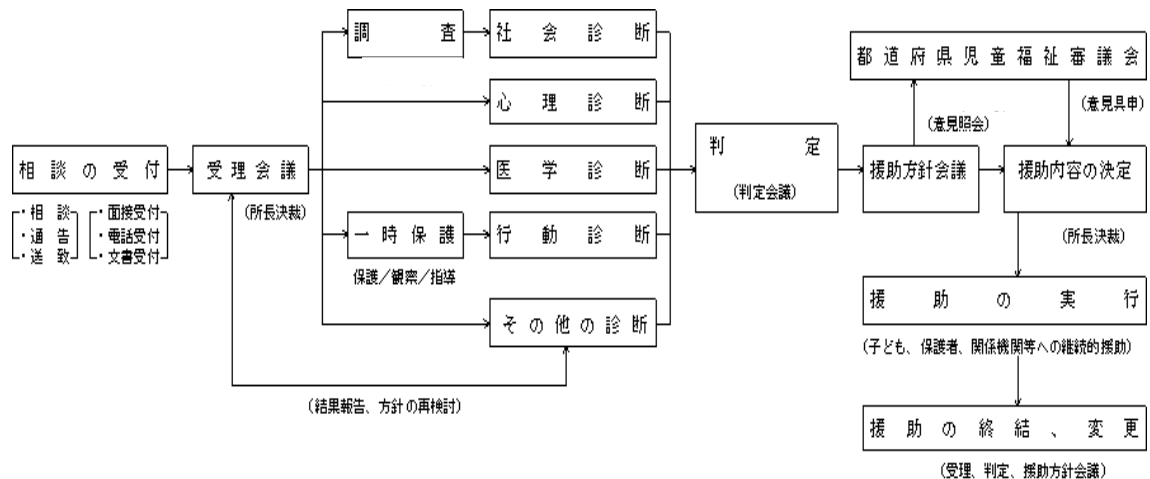 調査
社会診断
心理診断
相談の受付
・相談
・通告
・送致
・面接受付
・電話受付
・文書受付
受理会議
(所長決裁)
医学診断
一時保護
保護/観察/指導
行動診断
その他の診断
(結果報告、方針の再検討)
判定
(判定会議)
都道府県児童福祉審議会
(意見照会)
(意見具申)
援助方針会議
援助内容の決定
(所長決裁)
援助の実行
(子ども、保護者、関係機関等への継続的援助)
援助の終結、変更
(受理、判定、援助方針会議)